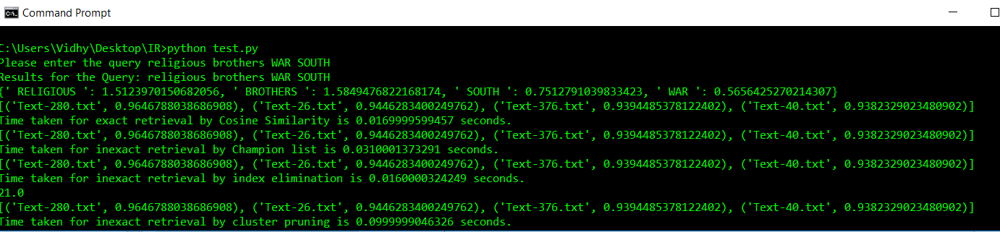 Command Prompt
C:\Users\Vidhy\Desktop\IR>python test.py
Please enter the query religious brothers WAR SOUTH
Results for the Query: religious brothers WAR SOUTH
{' RELIGIOUS ': 1.5123970150682056, ' BROTHERS ': 1.5849476822168174, ' SOUTH ': 0.7512791039833423, ' WAR ': 0.5656425270214307}
[('Text-280.txt', 0.9646788038686908), ('Text-26.txt', 0.9446283400249762), ('Text-376.txt', 0.9394485378122402), ('Text-40.txt', 0.9382329023480902)]
Time taken for exact retrieval by Cosine Similarity is 0.0169999599457 seconds.
[('Text-280.txt', 0.9646788038686908), ('Text-26.txt', 0.9446283400249762), ('Text-376.txt', 0.9394485378122402), ('Text-40.txt', 0.9382329023480902)]
Time taken for inexact retrieval by Champion list is 0.0310001373291 seconds.
[('Text-280.txt', 0.9646788038686908), ('Text-26.txt', 0.9446283400249762), ('Text-376.txt', 0.9394485378122402), ('Text-40.txt', 0.9382329023480902)]
Time taken for inexact retrieval by index elimination is 0.0160000324249 seconds.
21.0
[('Text-280.txt', 0.9646788038686908), ('Text-26.txt', 0.9446283400249762), ('Text-376.txt', 0.9394485378122402), ('Text-40.txt', 0.9382329023480902)]
Time taken for inexact retrieval by cluster pruning is 0.0999999046326 seconds.